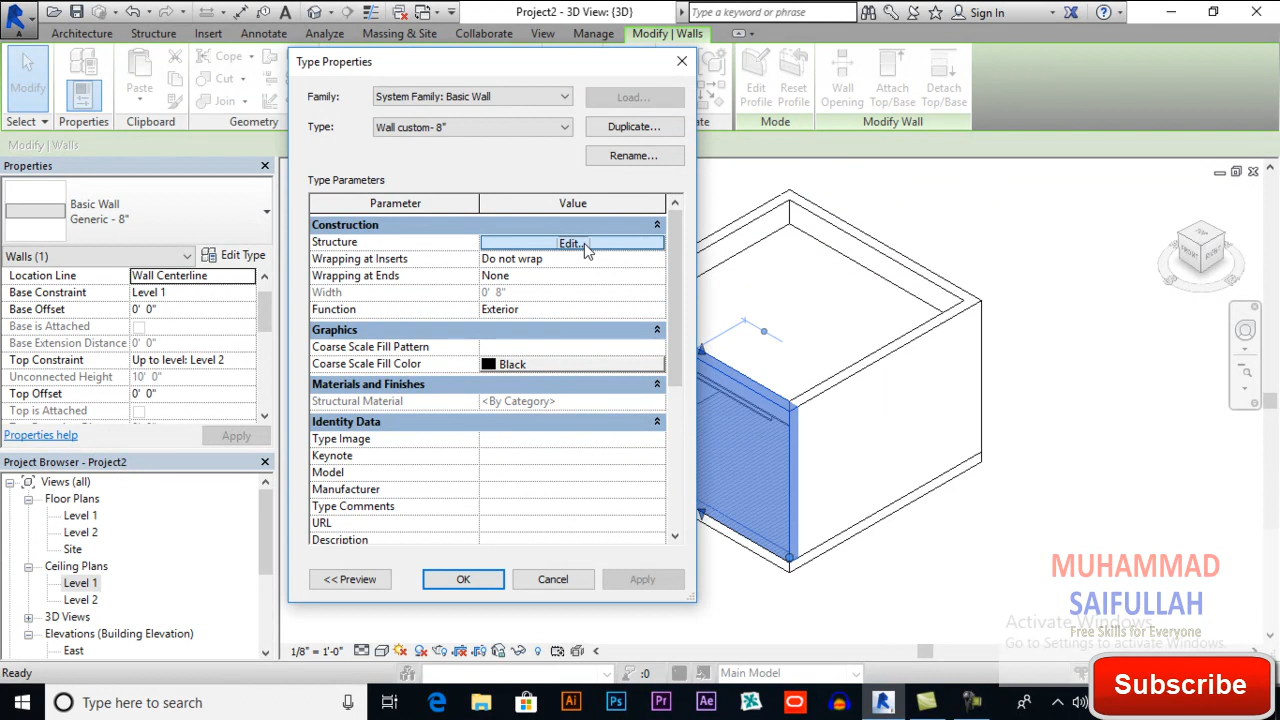 Project2 - 3D View: {3D}
Type a keyword or phrase
Sign In
Architecture Structure Insert Annotate Analyze Massing & Site Collaborate View Manage Modify | Walls
Modify
Properties
Paste
Cope
Cut
Join
Edit Profile
Reset Profile
Wall Opening
Attach Top/Base
Detach Top/Base
Select
Properties
Clipboard
Geometry
Mode
Modify Wall
Modify | Walls
Properties
Basic Wall
Generic - 8"
Walls (1)
Edit Type
Location Line Wall Centerline
Base Constraint Level 1
Base Offset 0' 0"
Base is Attached
Base Extension Distance 0' 0"
Top Constraint Up to level: Level 2
Unconnected Height 10' 0"
Top Offset 0' 0"
Top is Attached
Properties help
Apply
Project Browser - Project2
Views (all)
Floor Plans
Level 1
Level 2
Site
Ceiling Plans
Level 1
Level 2
3D Views
Elevations (Building Elevation)
East
Type Properties
Family: System Family: Basic Wall Load...
Type: Wall custom- 8" Duplicate...
Rename...
Type Parameters
Parameter Value
Construction
Structure Edit...
Wrapping at Inserts Do not wrap
Wrapping at Ends None
Width 0' 8"
Function Exterior
Graphics
Coarse Scale Fill Pattern
Coarse Scale Fill Color Black
Materials and Finishes
Structural Material <By Category>
Identity Data
Type Image
Keynote
Model
Manufacturer
Type Comments
URL
Description
<< Preview OK Cancel Apply
FRONT
MUHAMMAD
SAIFULLAH
Free Skills for Everyone
Activate Windows
Go to Settings to activate Windows.
1/8" = 1'-0"
Ready
:0
Main Model
Subscribe
Type here to search